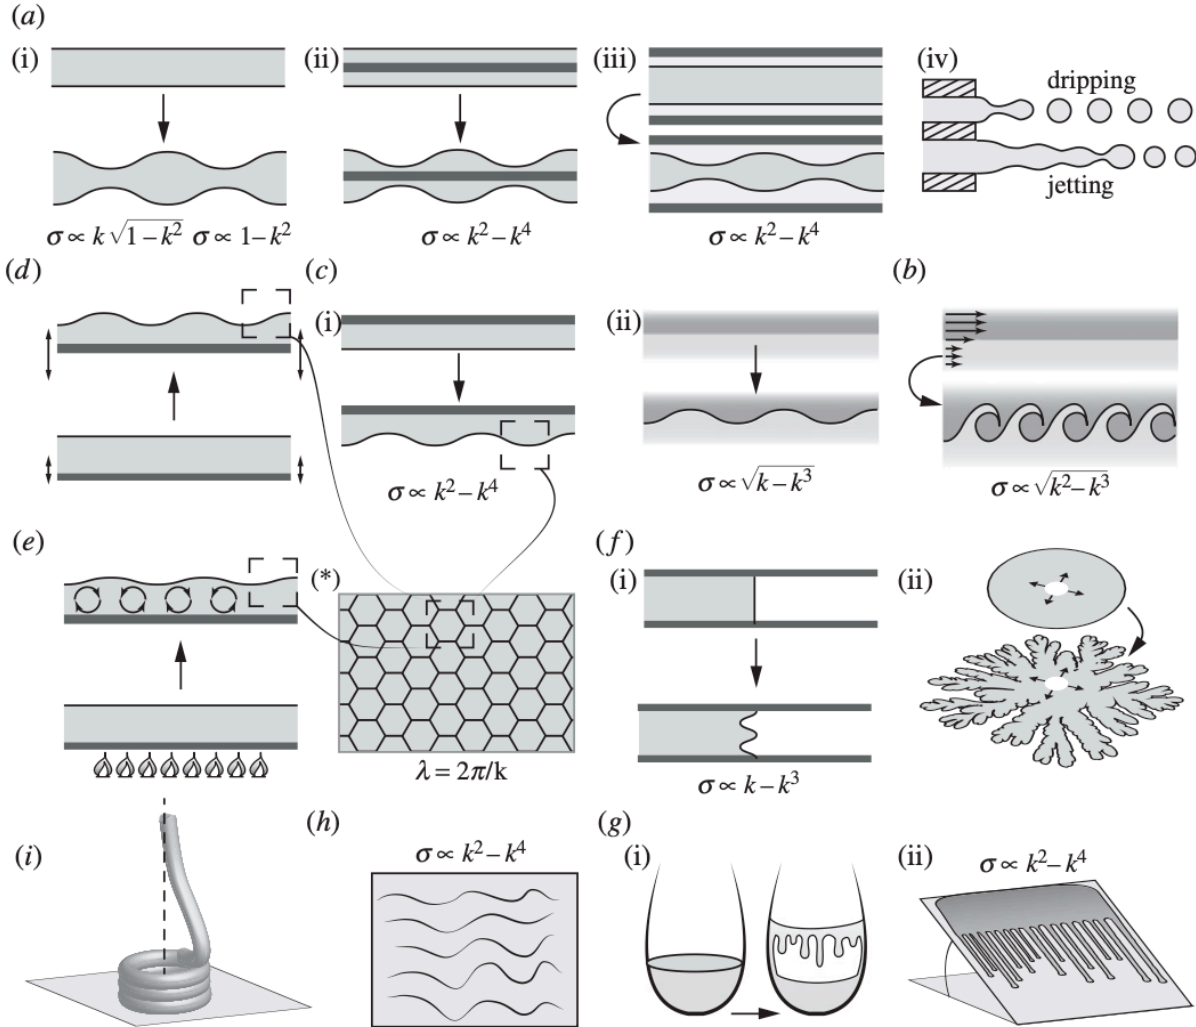 (a)
(i)
(ii)
(iii)
(iv)
dripping
jetting
σ ∝ k √1 – k² σ ∝ 1 – k²
σ ∝ k² – k⁴
σ ∝ k² – k⁴
(d)
(c)
(b)
(i)
(ii)
σ ∝ k² – k⁴
σ ∝ √k – k³
σ ∝ √k² – k³
(e)
(f)
(*)
(i)
(ii)
λ = 2π/k
σ ∝ k – k³
(i)
(h)
σ ∝ k² – k⁴
(g)
(i)
(ii)
σ ∝ k² – k⁴